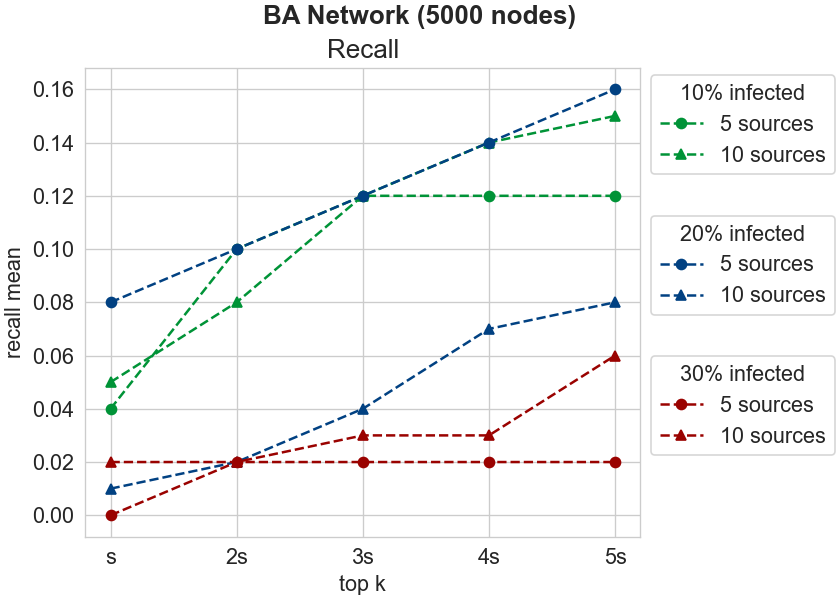 BA Network (5000 nodes)
Recall
0.16
0.14
0.12
0.10
0.08
0.06
0.04
0.02
0.00
recall mean
s 2s 3s 4s 5s
top k
10% infected
5 sources
10 sources
20% infected
5 sources
10 sources
30% infected
5 sources
10 sources